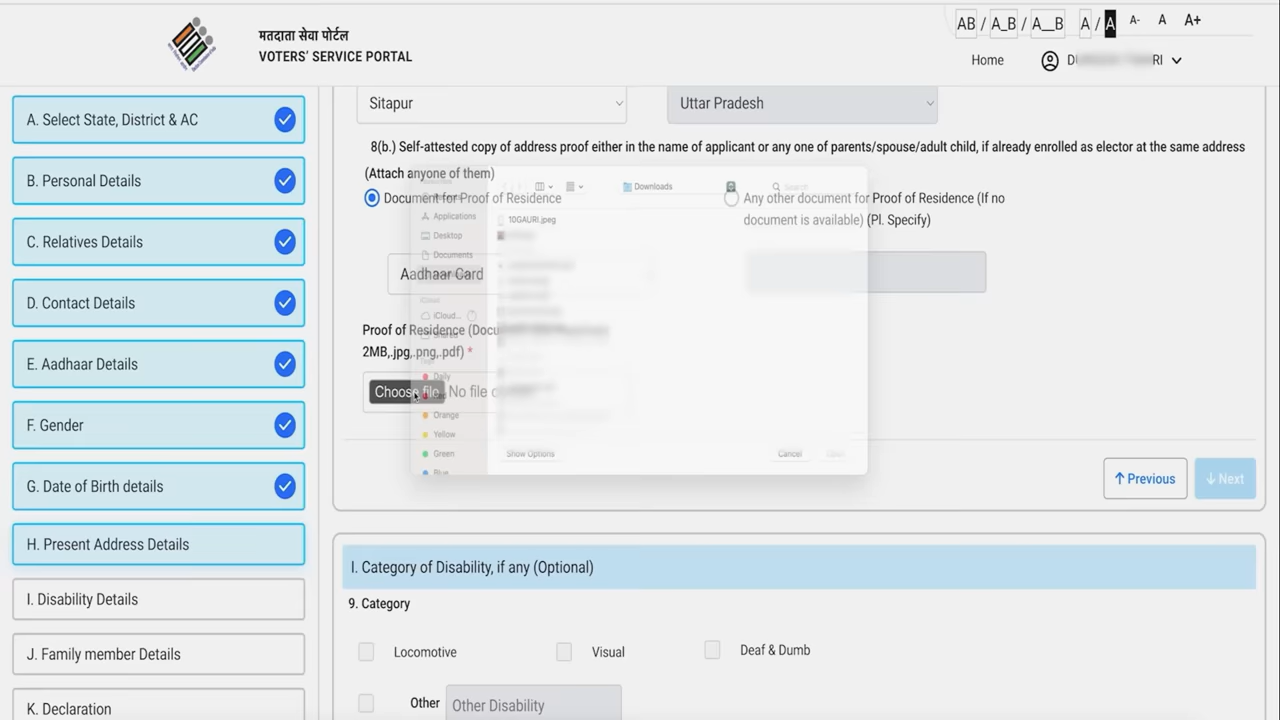 AB / A_B / A__B A / A A- A A+
मतदाता सेवा पोर्टल
VOTERS' SERVICE PORTAL
Home
A. Select State, District & AC
B. Personal Details
C. Relatives Details
D. Contact Details
E. Aadhaar Details
F. Gender
G. Date of Birth details
H. Present Address Details
I. Disability Details
J. Family member Details
K. Declaration
Sitapur
Uttar Pradesh
8(b.) Self-attested copy of address proof either in the name of applicant or any one of parents/spouse/adult child, if already enrolled as elector at the same address
(Attach anyone of them)
Document for Proof of Residence
Any other document for Proof of Residence (If no
document is available) (Pl. Specify)
Aadhaar Card
Proof of Residence
2MB,.jpg,.png,.pdf) *
Choose file No file
Downloads
Search
Applications
10GAURI.jpeg
Desktop
Documents
iCloud
iCloud...
Shared
Daily
Orange
Yellow
Green
Blue
Show Options
Cancel
Previous
Next
I. Category of Disability, if any (Optional)
9. Category
Locomotive
Visual
Deaf & Dumb
Other
Other Disability